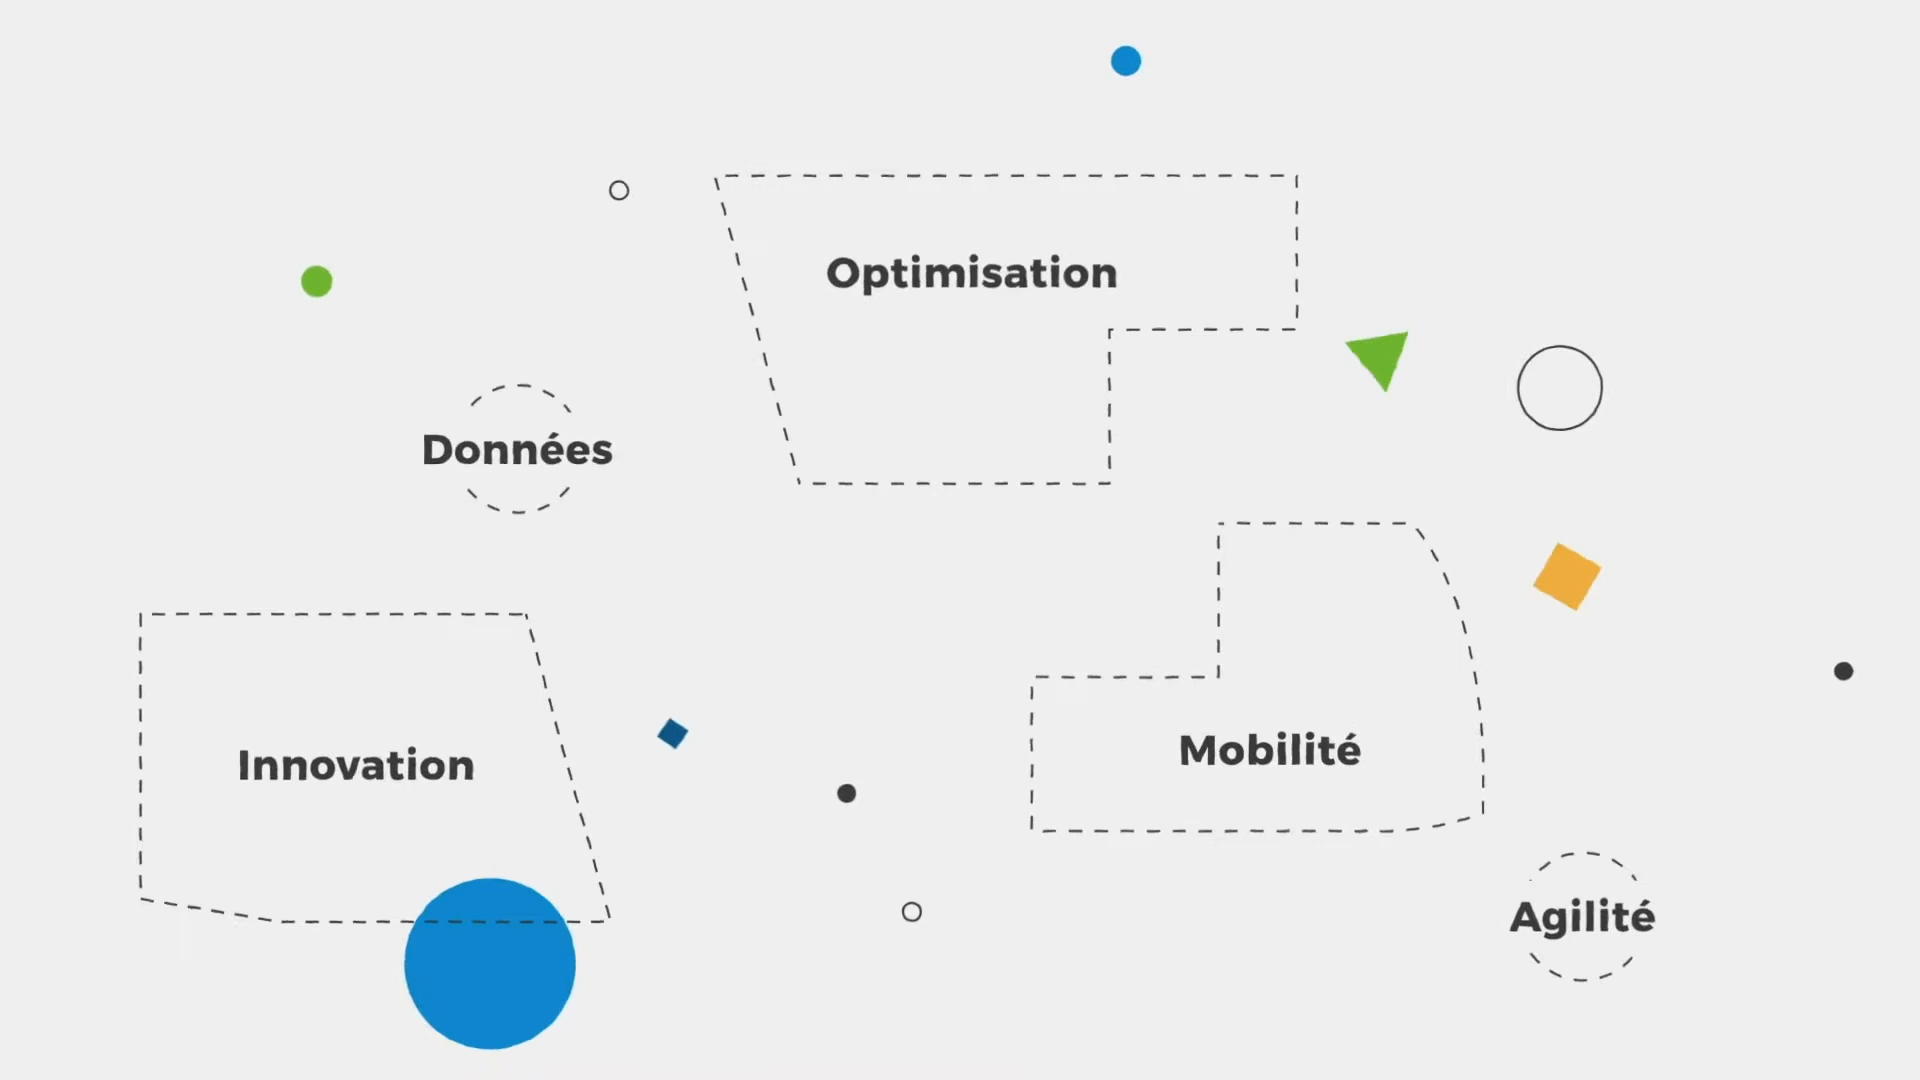 Optimisation
Données
Mobilité
Innovation
Agilité